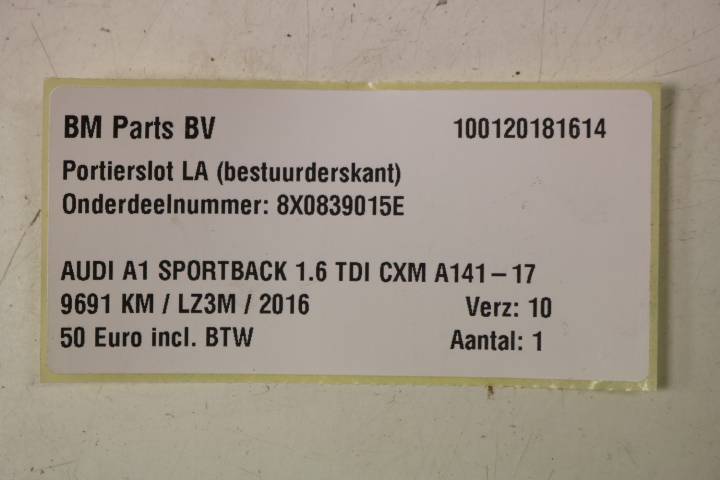 BM Parts BV 100120181614
Portierslot LA (bestuurderskant)
Onderdeelnummer: 8X0839015E
AUDI A1 SPORTBACK 1.6 TDI CXM A141-17
9691 KM / LZ3M / 2016 Verz: 10
50 Euro incl. BTW Aantal: 1